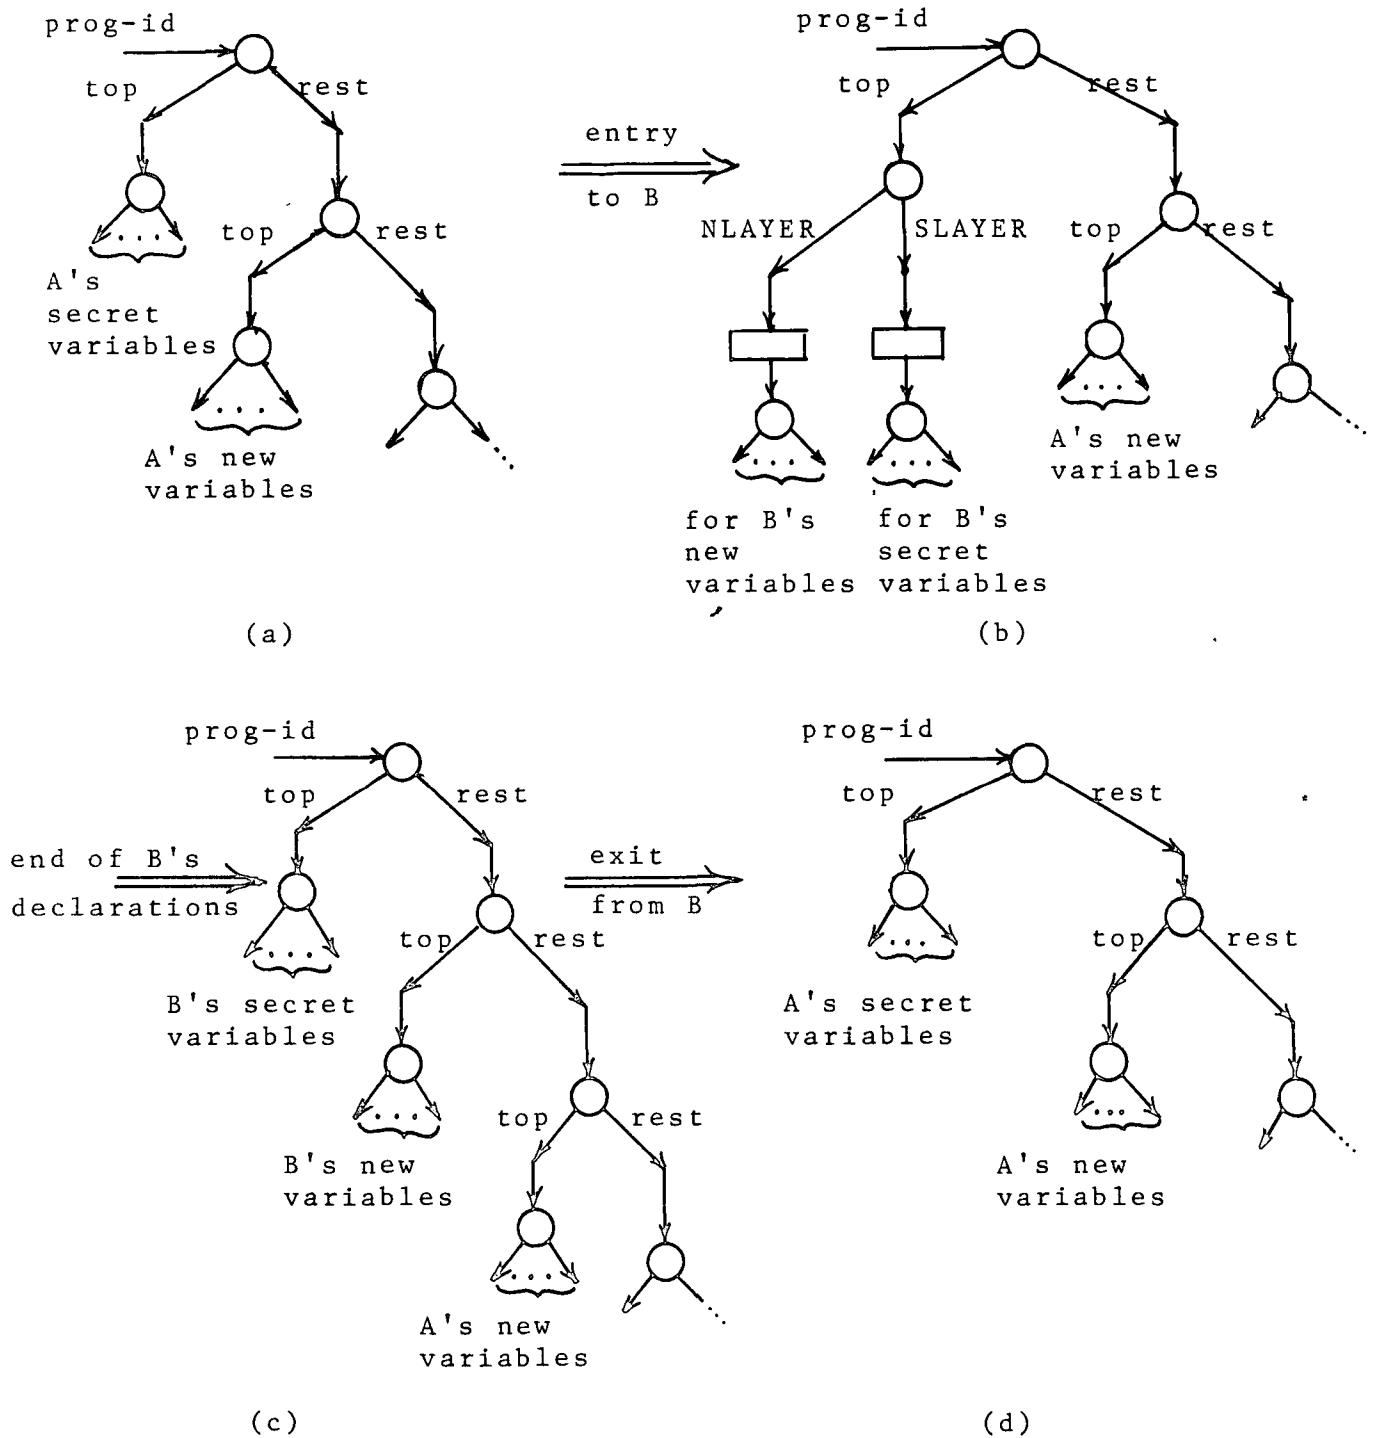 prog-id
top
rest
A's
secret
variables
top
rest
...
A's new
variables
...
(a)
entry
to B
prog-id
top
rest
NLAYER
SLAYER
top
rest
...
for B's
new
variables
...
for B's
secret
variables
...
A's new
variables
...
(b)
end of B's
declarations
prog-id
top
rest
...
B's secret
variables
top
rest
...
B's new
variables
top
rest
...
A's new
variables
...
(c)
exit
from B
prog-id
top
rest
...
A's secret
variables
top
rest
...
A's new
variables
...
(d)